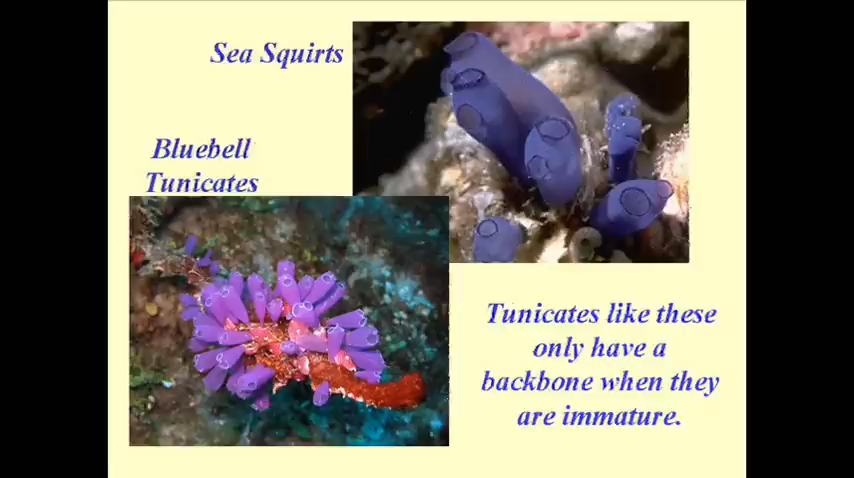 Sea Squirts
Bluebell
Tunicates
Tunicates like these
only have a
backbone when they
are immature.